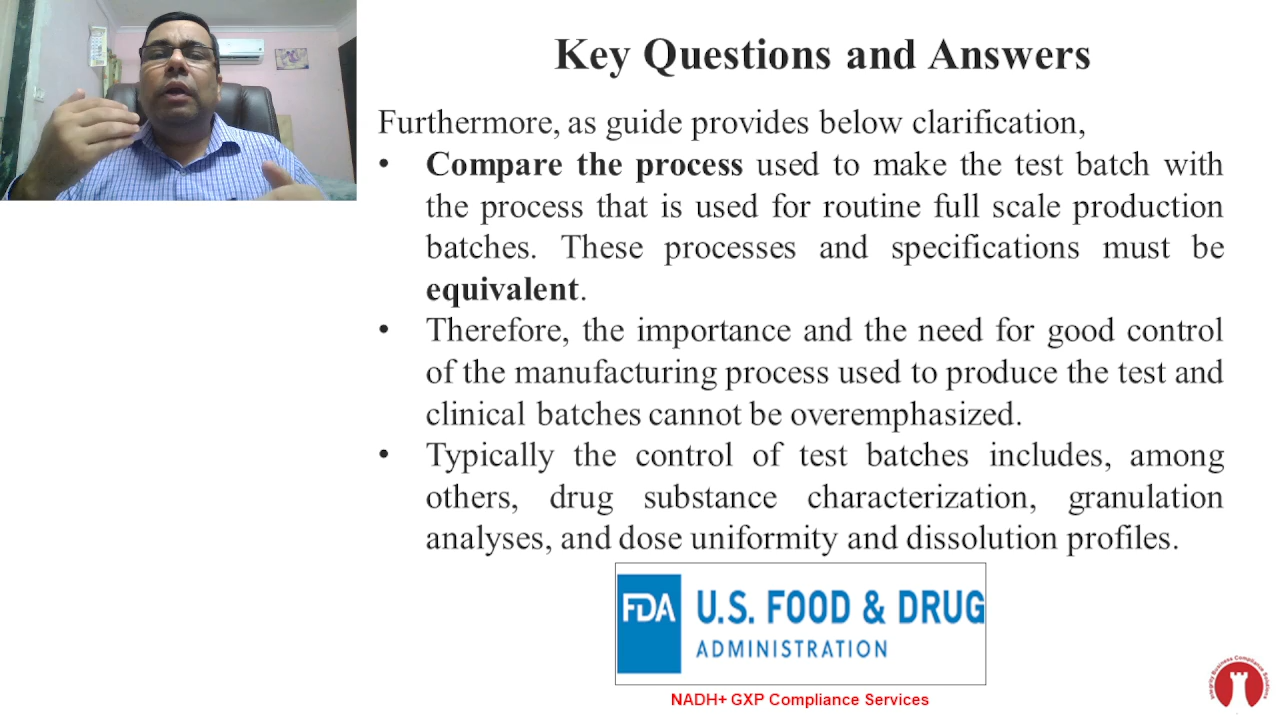 Key Questions and Answers
Furthermore, as guide provides below clarification,
• Compare the process used to make the test batch with
the process that is used for routine full scale production
batches. These processes and specifications must be
equivalent.
• Therefore, the importance and the need for good control
of the manufacturing process used to produce the test and
clinical batches cannot be overemphasized.
• Typically the control of test batches includes, among
others, drug substance characterization, granulation
analyses, and dose uniformity and dissolution profiles.
FDA U.S. FOOD & DRUG
ADMINISTRATION
NADH+ GXP Compliance Services
Integrity Business Compliance Solutions